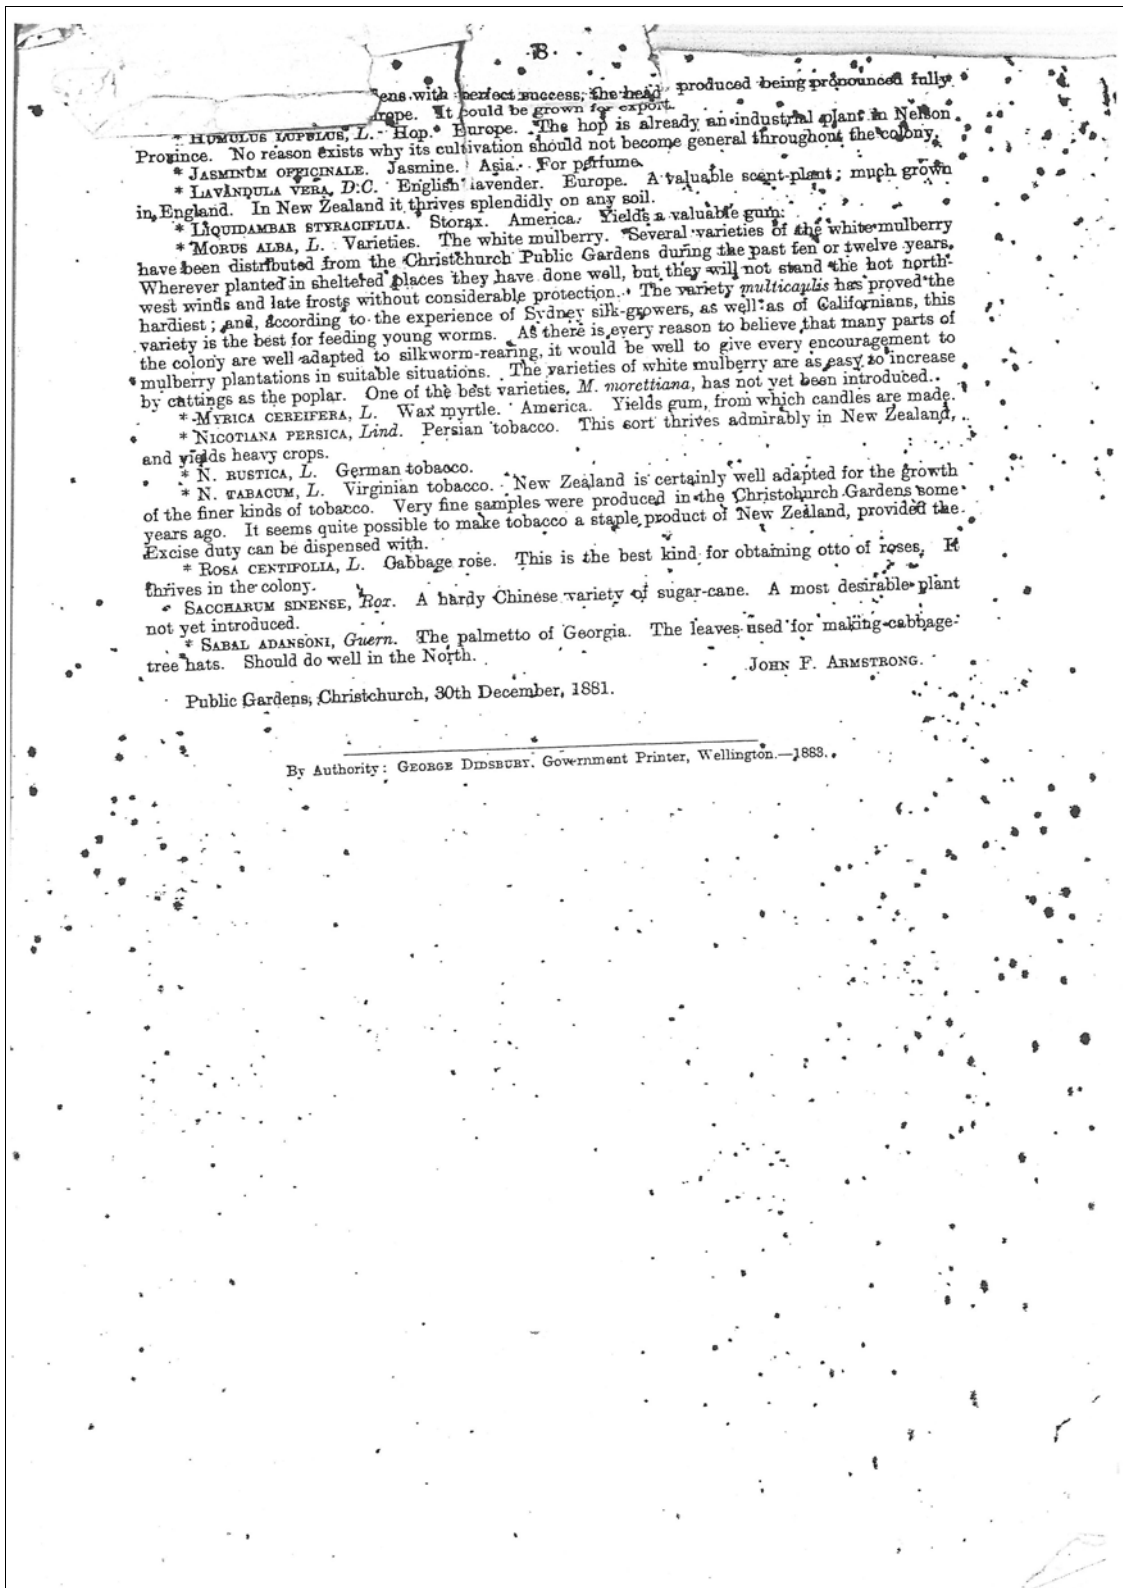 8
ens with perfect success, the head produced being pronounced fully
rope. It could be grown for export.
* HUMULUS LUPULUS, L. Hop. Europe. The hop is already an industrial plant in Nelson
Province. No reason exists why its cultivation should not become general throughout the colony.
* JASMINUM OFFICINALE. Jasmine. Asia. For perfume.
* LAVANDULA VERA, D.C. English lavender. Europe. A valuable scent-plant; much grown
in England. In New Zealand it thrives splendidly on any soil.
* LIQUIDAMBAR STYRACIFLUA. Storax. America. Yields a valuable gum.
* MORUS ALBA, L. Varieties. The white mulberry. Several varieties of the white mulberry
have been distributed from the Christchurch Public Gardens during the past ten or twelve years.
Wherever planted in sheltered places they have done well, but they will not stand the hot north-
west winds and late frosts without considerable protection. The variety multicaulis has proved the
hardiest; and, according to the experience of Sydney silk-growers, as well as of Californians, this
variety is the best for feeding young worms. As there is every reason to believe that many parts of
the colony are well adapted to silkworm-rearing, it would be well to give every encouragement to
mulberry plantations in suitable situations. The varieties of white mulberry are as easy to increase
by cuttings as the poplar. One of the best varieties, M. morettiana, has not yet been introduced.
* MYRICA CEREIFERA, L. Wax myrtle. America. Yields gum, from which candles are made.
* NICOTIANA PERSICA, Lind. Persian tobacco. This sort thrives admirably in New Zealand,
and yields heavy crops.
* N. RUSTICA, L. German tobacco.
* N. TABACUM, L. Virginian tobacco. New Zealand is certainly well adapted for the growth
of the finer kinds of tobacco. Very fine samples were produced in the Christchurch Gardens some
years ago. It seems quite possible to make tobacco a staple product of New Zealand, provided the
Excise duty can be dispensed with.
* ROSA CENTIFOLIA, L. Cabbage rose. This is the best kind for obtaining otto of roses. It
thrives in the colony.
SACCHARUM SINENSE, Rox. A hardy Chinese variety of sugar-cane. A most desirable plant
not yet introduced.
* SABAL ADANSONI, Guern. The palmetto of Georgia. The leaves used for making cabbage-
tree hats. Should do well in the North.
JOHN F. ARMSTRONG.
Public Gardens, Christchurch, 30th December, 1881.
By Authority: GEORGE DIDSBURY, Government Printer, Wellington.—1883.